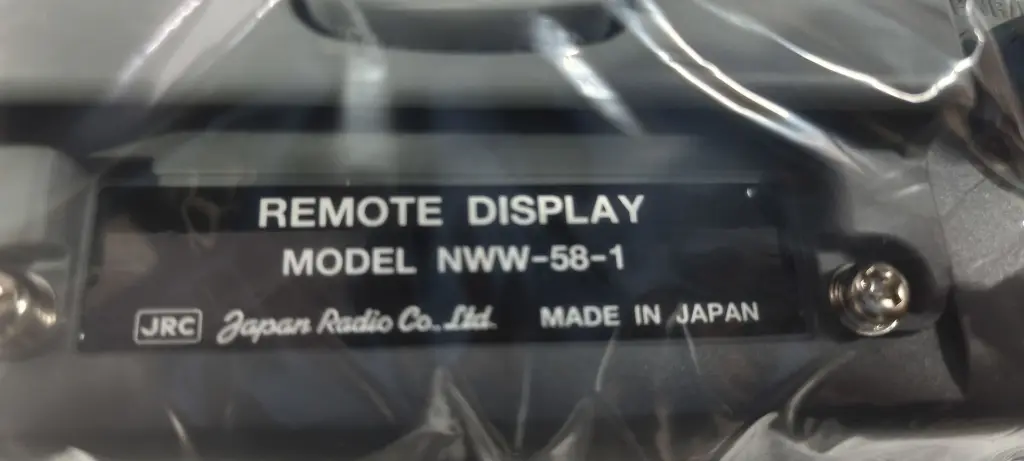 REMOTE DISPLAY
MODEL NWW-58-1
JRC Japan Radio Co., Ltd. MADE IN JAPAN